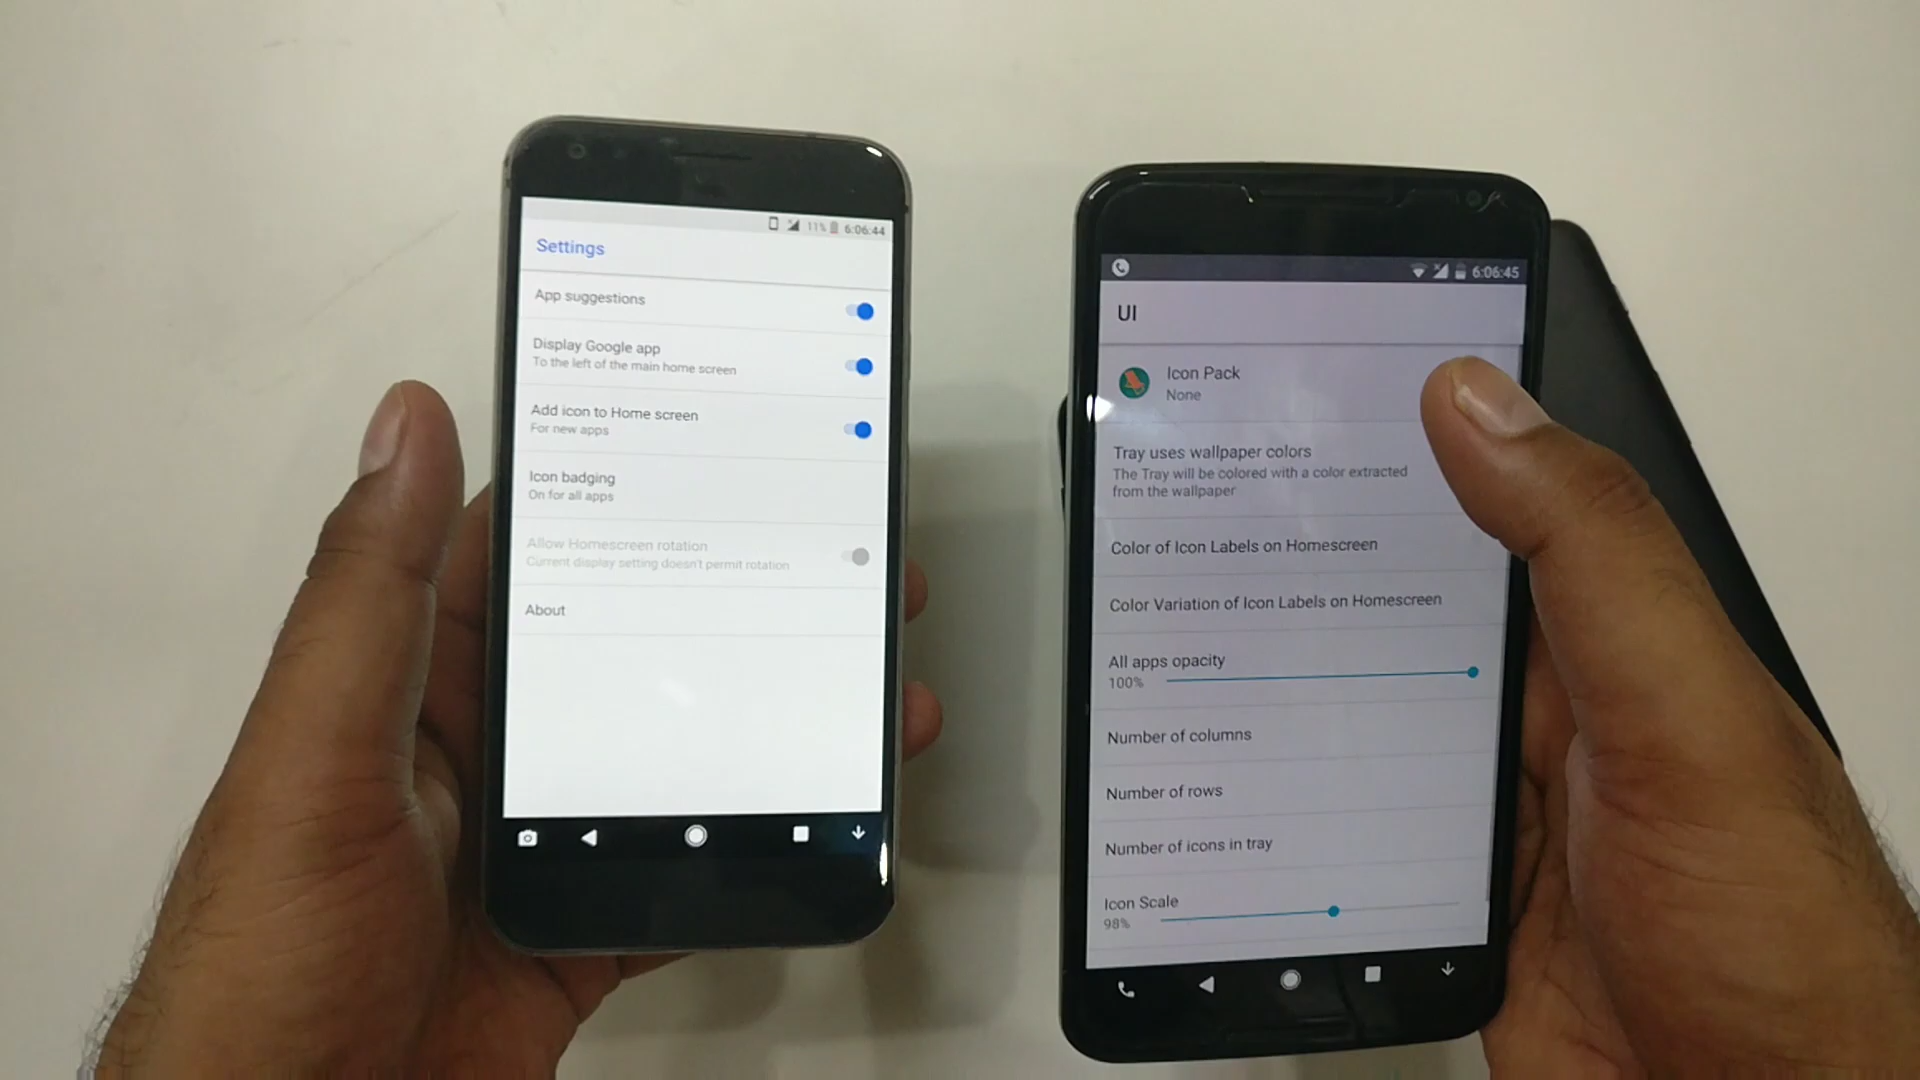 11% 6:06:44
Settings
App suggestions
Display Google app
To the left of the main home screen
Add icon to Home screen
For new apps
Icon badging
On for all apps
Allow Homescreen rotation
Current display setting doesn't permit rotation
About
6:06:45
UI
Icon Pack
None
Tray uses wallpaper colors
The Tray will be colored with a color extracted
from the wallpaper
Color of Icon Labels on Homescreen
Color Variation of Icon Labels on Homescreen
All apps opacity
100%
Number of columns
Number of rows
Number of icons in tray
Icon Scale
98%